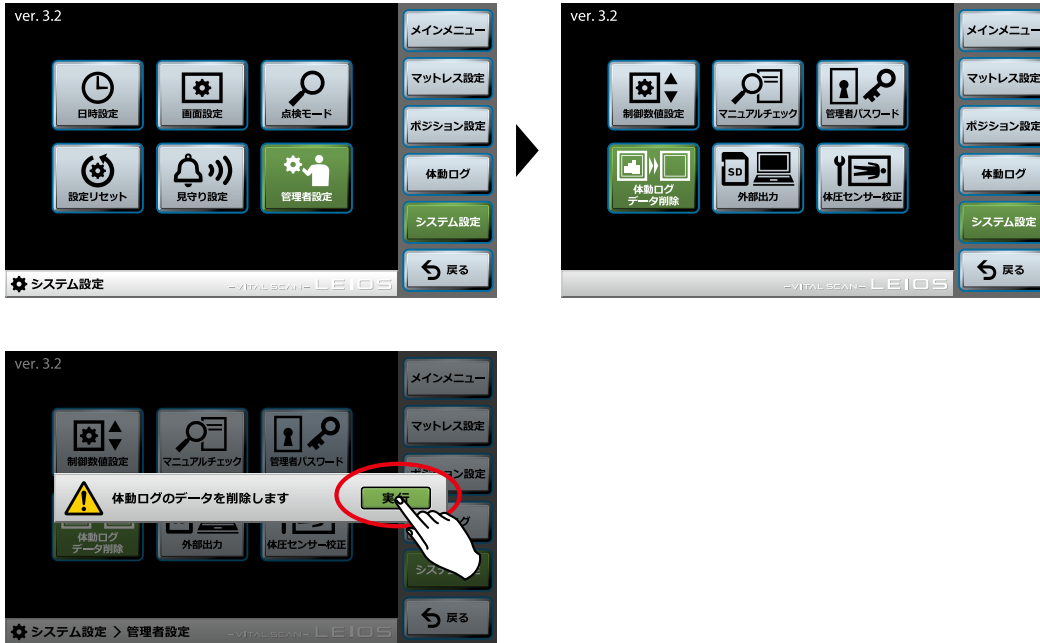 ver. 3.2
メインメニュー
日時設定
画面設定
点検モード
マットレス設定
ポジション設定
設定リセット
見守り設定
管理者設定
体動ログ
システム設定
戻る
システム設定
-VITAL SCAN- LEIOS
ver. 3.2
メインメニュー
制御数値設定
マニュアルチェック
管理者パスワード
マットレス設定
ポジション設定
体動ログ
データ削除
SD
外部出力
体圧センサー校正
体動ログ
システム設定
戻る
-VITAL SCAN- LEIOS
ver. 3.2
メインメニュー
制御数値設定
マニュアルチェック
管理者パスワード
マットレス設定
ション設定
体動ログのデータを削除します
実行
グ
体動ログ
データ削除
外部出力
体圧センサー校正
シス
定
戻る
システム設定 > 管理者設定
-VITAL SCAN- LEIOS